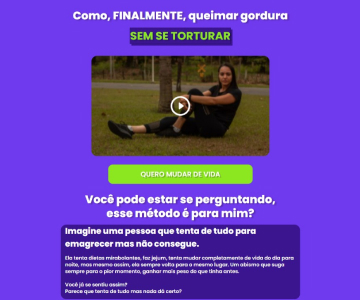 Como, FINALMENTE, queimar gordura
SEM SE TORTURAR
QUERO MUDAR DE VIDA
Você pode estar se perguntando,
esse método é para mim?
Imagine uma pessoa que tenta de tudo para
emagrecer mas não consegue.
Ela tenta dietas mirabolantes, faz jejum, tenta mudar completamente de vida do dia para
noite, mas mesmo assim, ela sempre volta para o mesmo lugar. Um abismo que suga
sempre para o pior momento, ganhar mais peso do que tinha antes.
Você já se sentiu assim?
Parece que tenta de tudo mas nada dá certo?